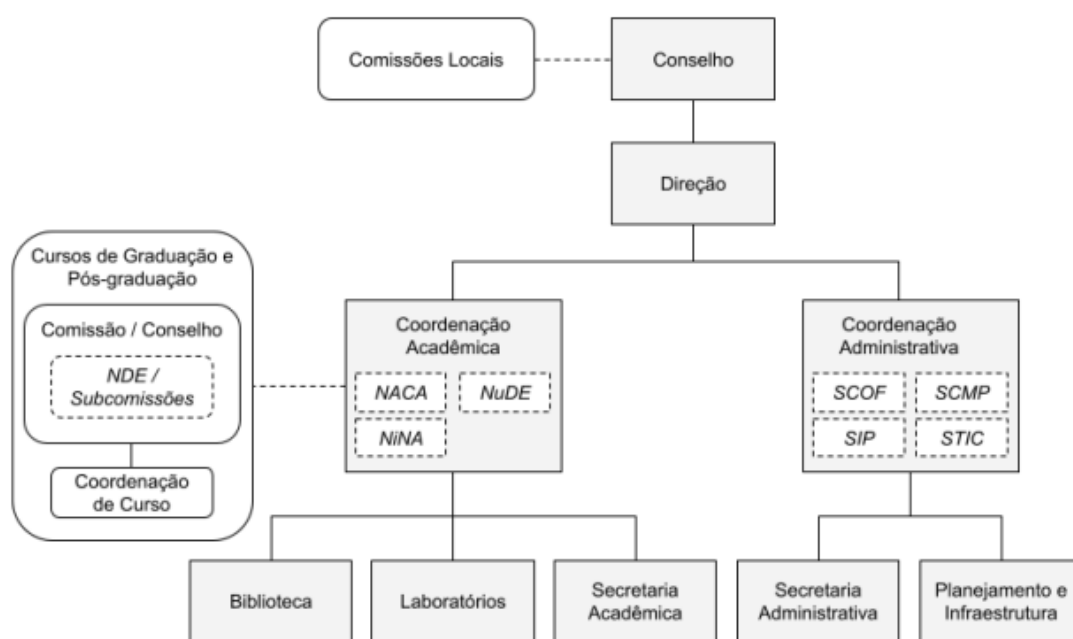 Comissões Locais
Conselho
Direção
Cursos de Graduação e
Pós-graduação
Comissão / Conselho
NDE /
Subcomissões
Coordenação
de Curso
Coordenação
Acadêmica
NACA
NuDE
NiNA
Coordenação
Administrativa
SCOF
SCMP
SIP
STIC
Biblioteca
Laboratórios
Secretaria
Acadêmica
Secretaria
Administrativa
Planejamento e
Infraestrutura